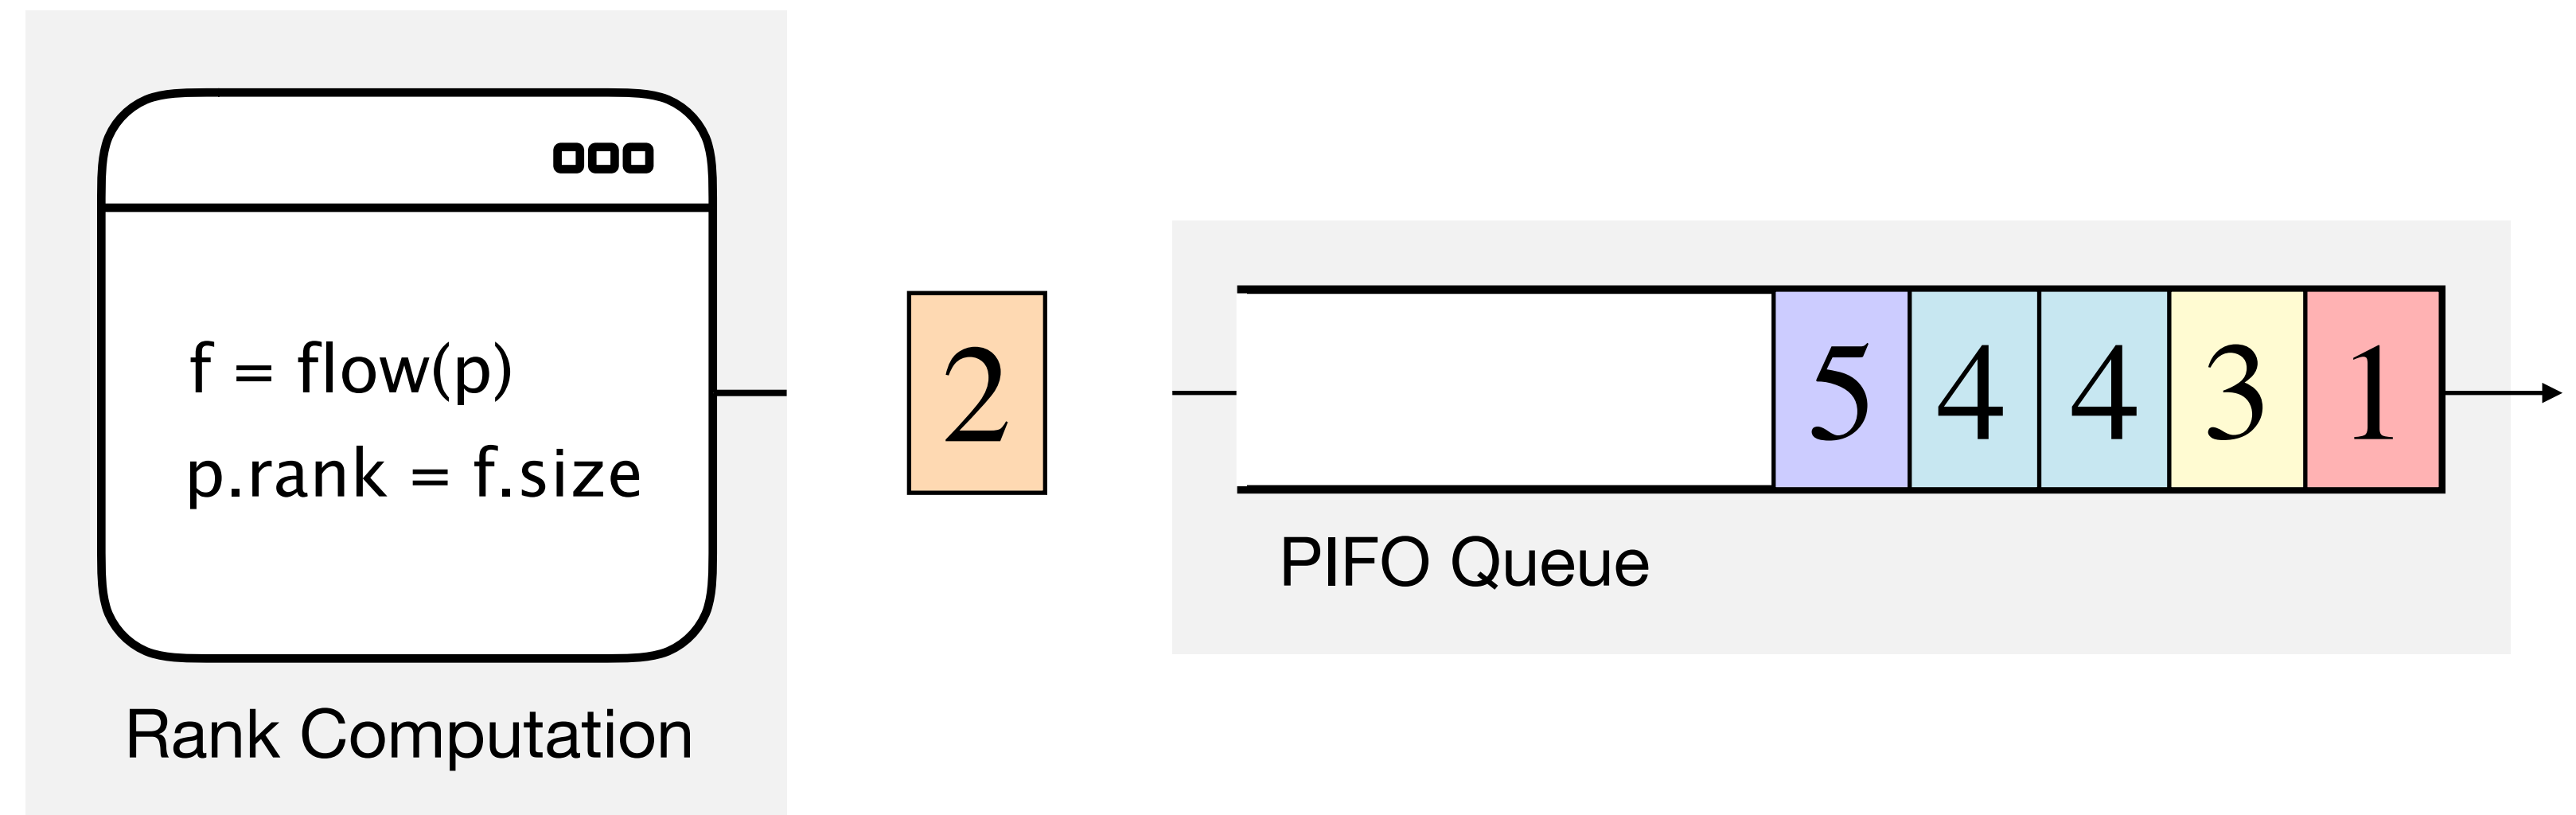 f = flow(p)
p.rank = f.size
Rank Computation
2
5 4 4 3 1
PIFO Queue